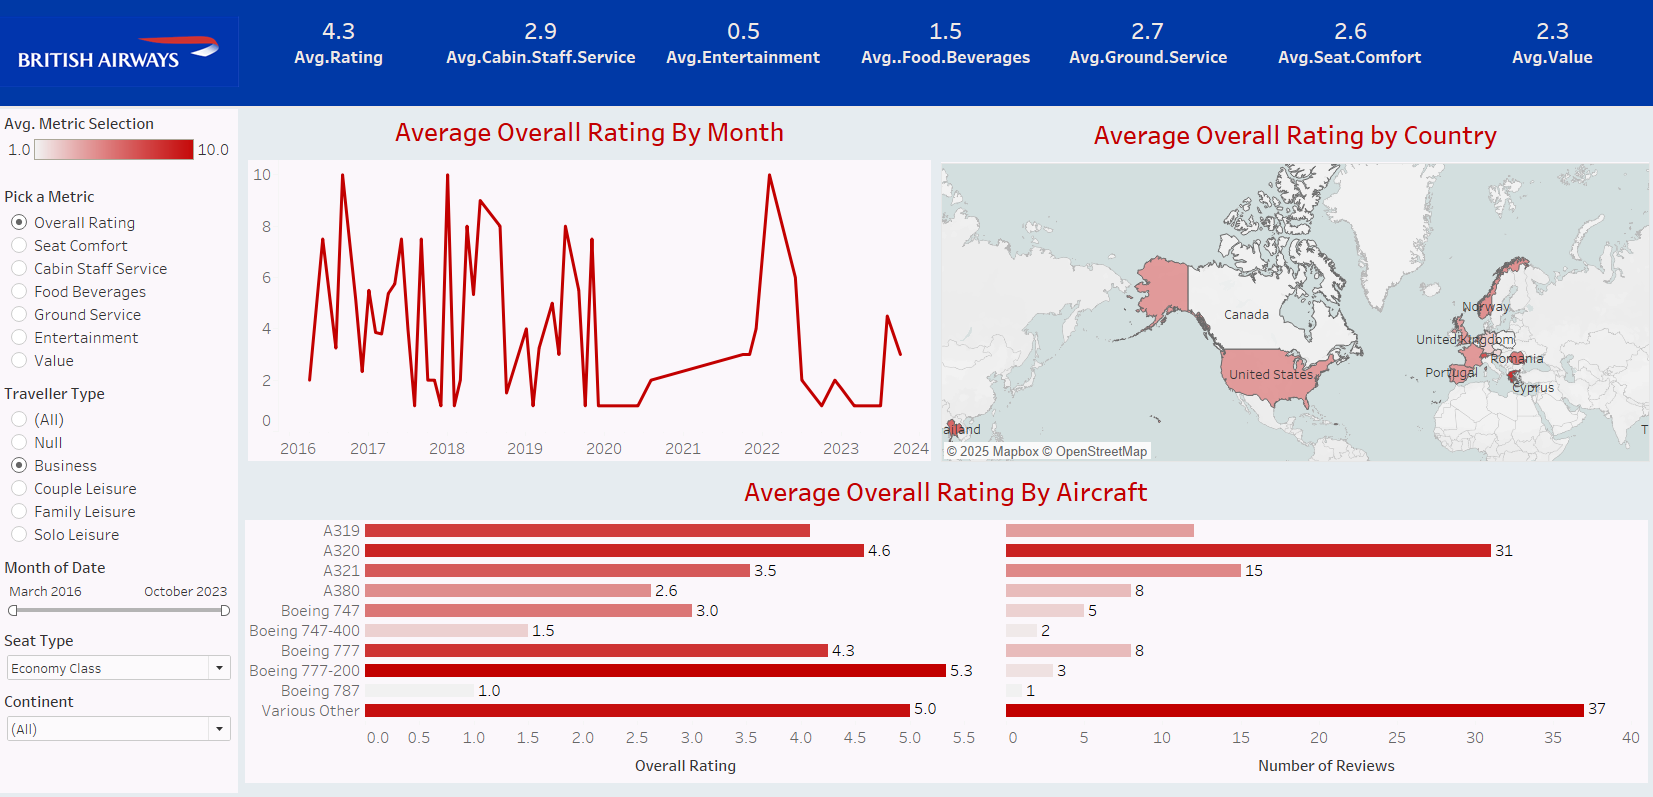 BRITISH AIRWAYS
4.3
Avg.Rating
2.9
Avg.Cabin.Staff.Service
0.5
Avg.Entertainment
1.5
Avg..Food.Beverages
2.7
Avg.Ground.Service
2.6
Avg.Seat.Comfort
2.3
Avg.Value
Avg. Metric Selection
1.0 10.0
Pick a Metric
Overall Rating
Seat Comfort
Cabin Staff Service
Food Beverages
Ground Service
Entertainment
Value
Traveller Type
(All)
Null
Business
Couple Leisure
Family Leisure
Solo Leisure
Month of Date
March 2016 October 2023
Seat Type
Economy Class
Continent
(All)
Average Overall Rating By Month
10
8
6
4
2
0
2016 2017 2018 2019 2020 2021 2022 2023 2024
Average Overall Rating by Country
Canada
Norway
United Kingdom
Romania
United States
Portugal
Cyprus
ailand
T
© 2025 Mapbox © OpenStreetMap
Average Overall Rating By Aircraft
A319
A320 4.6 31
A321 3.5 15
A380 2.6 8
Boeing 747 3.0 5
Boeing 747-400 1.5 2
Boeing 777 4.3 8
Boeing 777-200 5.3 3
Boeing 787 1.0 1
Various Other 5.0 37
0.0 0.5 1.0 1.5 2.0 2.5 3.0 3.5 4.0 4.5 5.0 5.5
0 5 10 15 20 25 30 35 40
Overall Rating
Number of Reviews